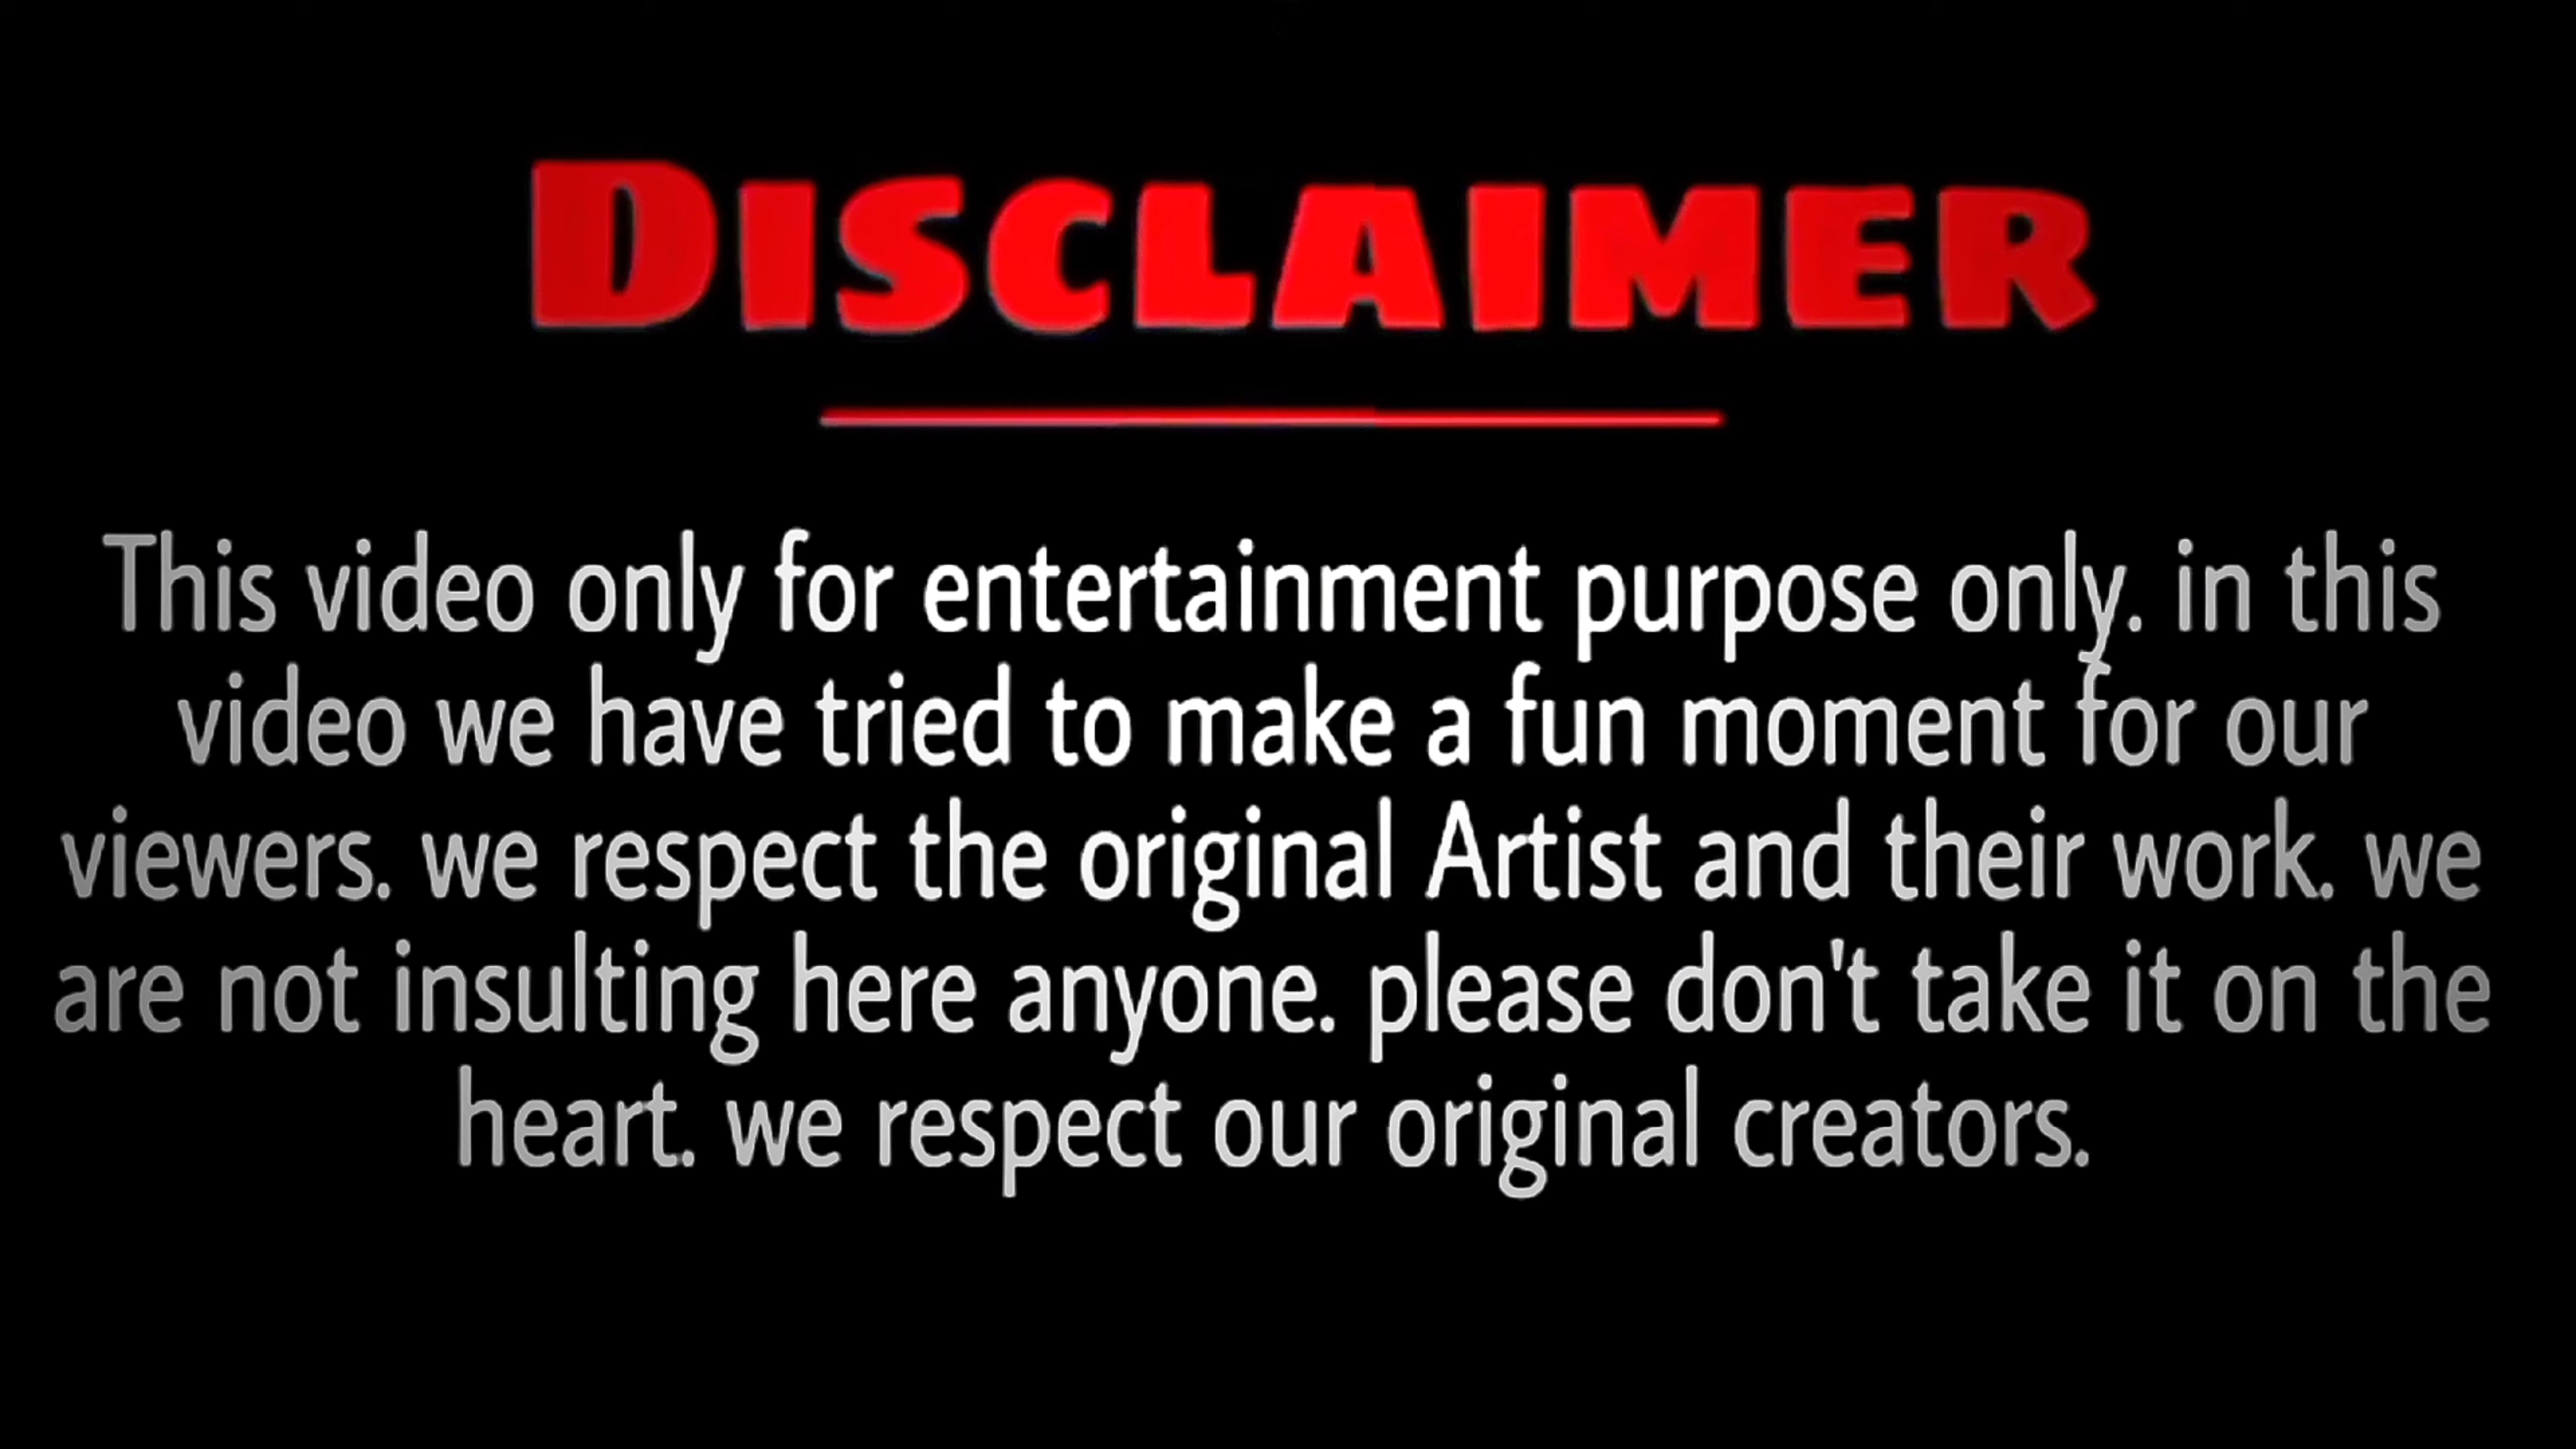 DISCLAIMER
This video only for entertainment purpose only. in this
video we have tried to make a fun moment for our
viewers. we respect the original Artist and their work. we
are not insulting here anyone. please don't take it on the
heart. we respect our original creators.